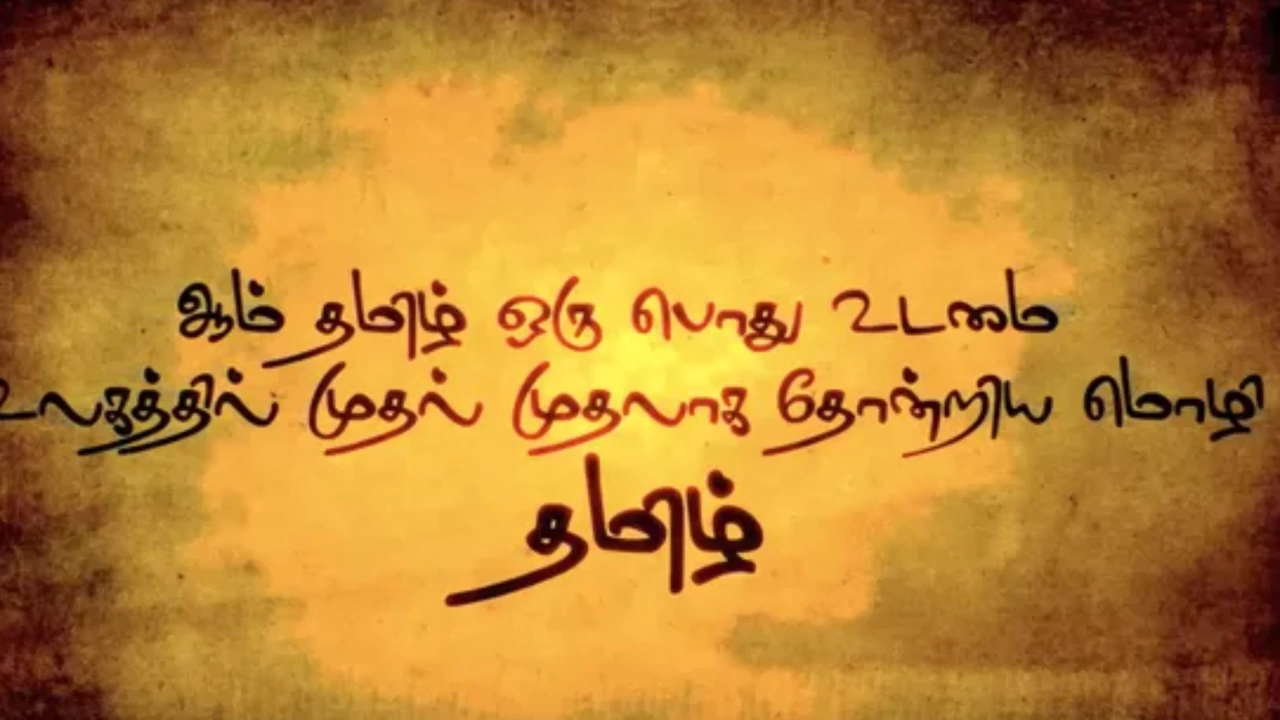 ஆம் தமிழ் ஒரு பொது உடமை
உலகத்தில் முதல் முதலாக தோன்றிய மொழி
தமிழ்